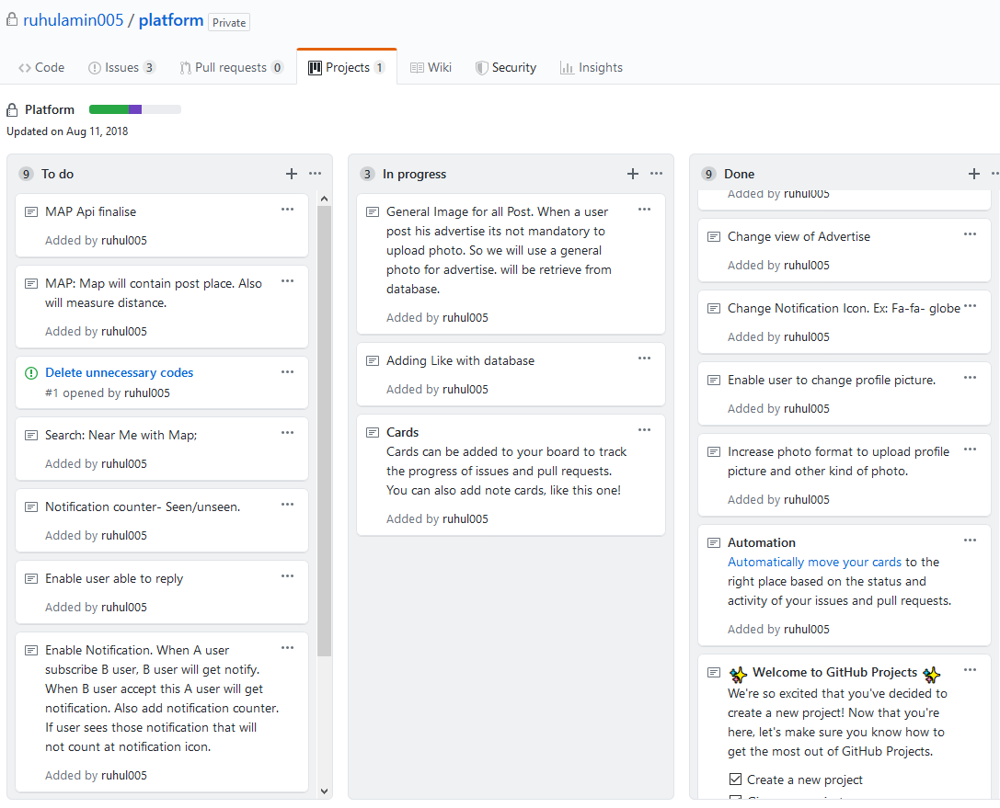 ruhulamin005 / platform Private
Code Issues 3 Pull requests 0 Projects 1 Wiki Security Insights
Platform
Updated on Aug 11, 2018
9 To do
MAP Api finalise
Added by ruhul005
MAP: Map will contain post place. Also
will measure distance.
Added by ruhul005
Delete unnecessary codes
#1 opened by ruhul005
Search: Near Me with Map;
Added by ruhul005
Notification counter- Seen/unseen.
Added by ruhul005
Enable user able to reply
Added by ruhul005
Enable Notification. When A user
subscribe B user, B user will get notify.
When B user accept this A user will get
notification. Also add notification counter.
If user sees those notification that will
not count at notification icon.
Added by ruhul005
3 In progress
General Image for all Post. When a user
post his advertise its not mandatory to
upload photo. So we will use a general
photo for advertise. will be retrieve from
database.
Added by ruhul005
Adding Like with database
Added by ruhul005
Cards
Cards can be added to your board to track
the progress of issues and pull requests.
You can also add note cards, like this one!
Added by ruhul005
9 Done
Added by ruhul005
Change view of Advertise
Added by ruhul005
Change Notification Icon. Ex: Fa-fa- globe
Added by ruhul005
Enable user to change profile picture.
Added by ruhul005
Increase photo format to upload profile
picture and other kind of photo.
Added by ruhul005
Automation
Automatically move your cards to the
right place based on the status and
activity of your issues and pull requests.
Added by ruhul005
Welcome to GitHub Projects
We're so excited that you've decided to
create a new project! Now that you're
here, let's make sure you know how to
get the most out of GitHub Projects.
Create a new project